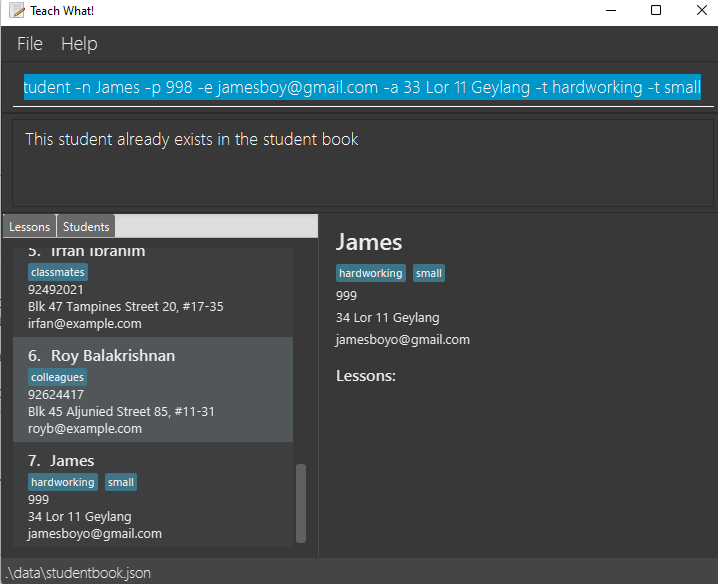 Teach What!
File Help
tudent -n James -p 998 -e jamesboy@gmail.com -a 33 Lor 11 Geylang -t hardworking -t small
This student already exists in the student book
Lessons Students
5. Irfan Ibrahim
classmates
92492021
Blk 47 Tampines Street 20, #17-35
irfan@example.com
6. Roy Balakrishnan
colleagues
92624417
Blk 45 Aljunied Street 85, #11-31
royb@example.com
7. James
hardworking small
999
34 Lor 11 Geylang
jamesboyo@gmail.com
James
hardworking small
999
34 Lor 11 Geylang
jamesboyo@gmail.com
Lessons:
.\data\studentbook.json